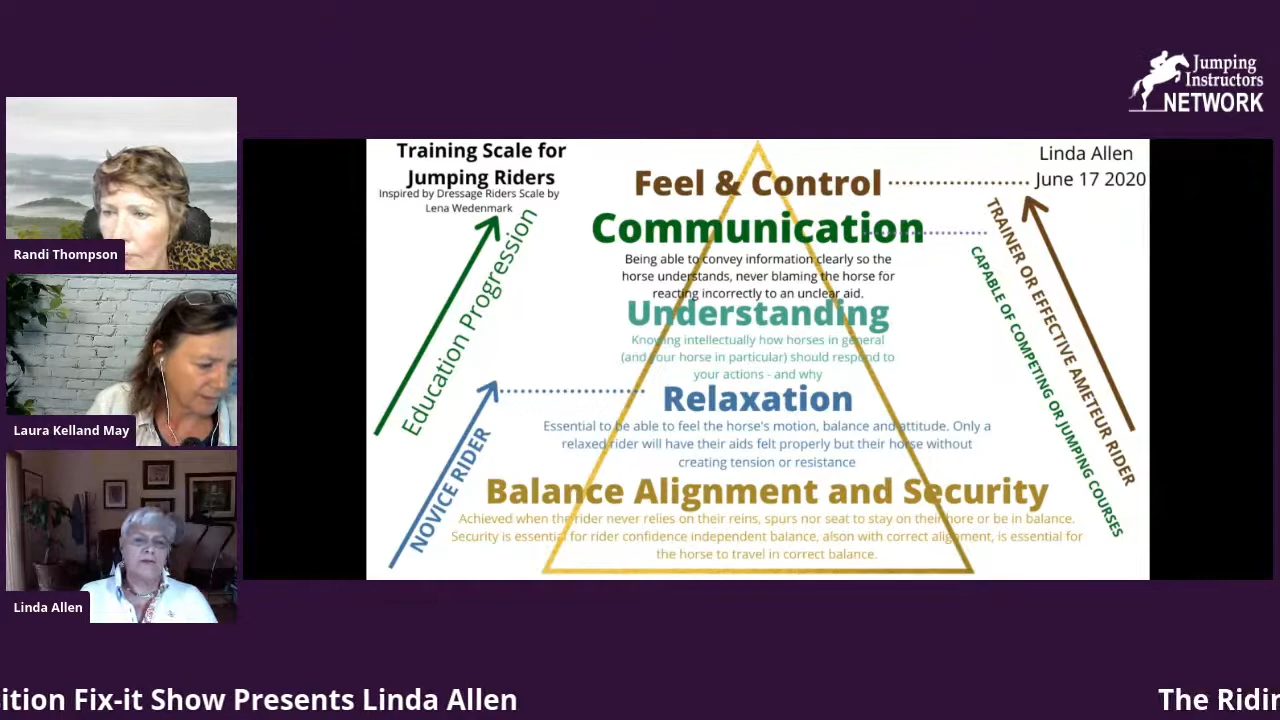 Jumping
Instructors
NETWORK
Randi Thompson
Laura Kelland May
Linda Allen
Training Scale for
Jumping Riders
Inspired by Dressage Riders Scale by
Lena Wedenmark
Linda Allen
June 17 2020
Feel & Control
Communication
Being able to convey information clearly so the
horse understands, never blaming the horse for
reacting incorrectly to an unclear aid.
Understanding
Knowing intellectually how horses in general
(and your horse in particular) should respond to
your actions - and why
Relaxation
Essential to be able to feel the horse's motion, balance and attitude. Only a
relaxed rider will have their aids felt properly but their horse without
creating tension or resistance
Balance Alignment and Security
Achieved when the rider never relies on their reins, spurs nor seat to stay on their hore or be in balance.
Security is essential for rider confidence independent balance, alson with correct alignment, is essential for
the horse to travel in correct balance.
Education Progression
NOVICE RIDER
TRAINER OR EFFECTIVE AMETEUR RIDER
CAPABLE OF COMPETING OR JUMPING COURSES
ition Fix-it Show Presents Linda Allen
The Ridin